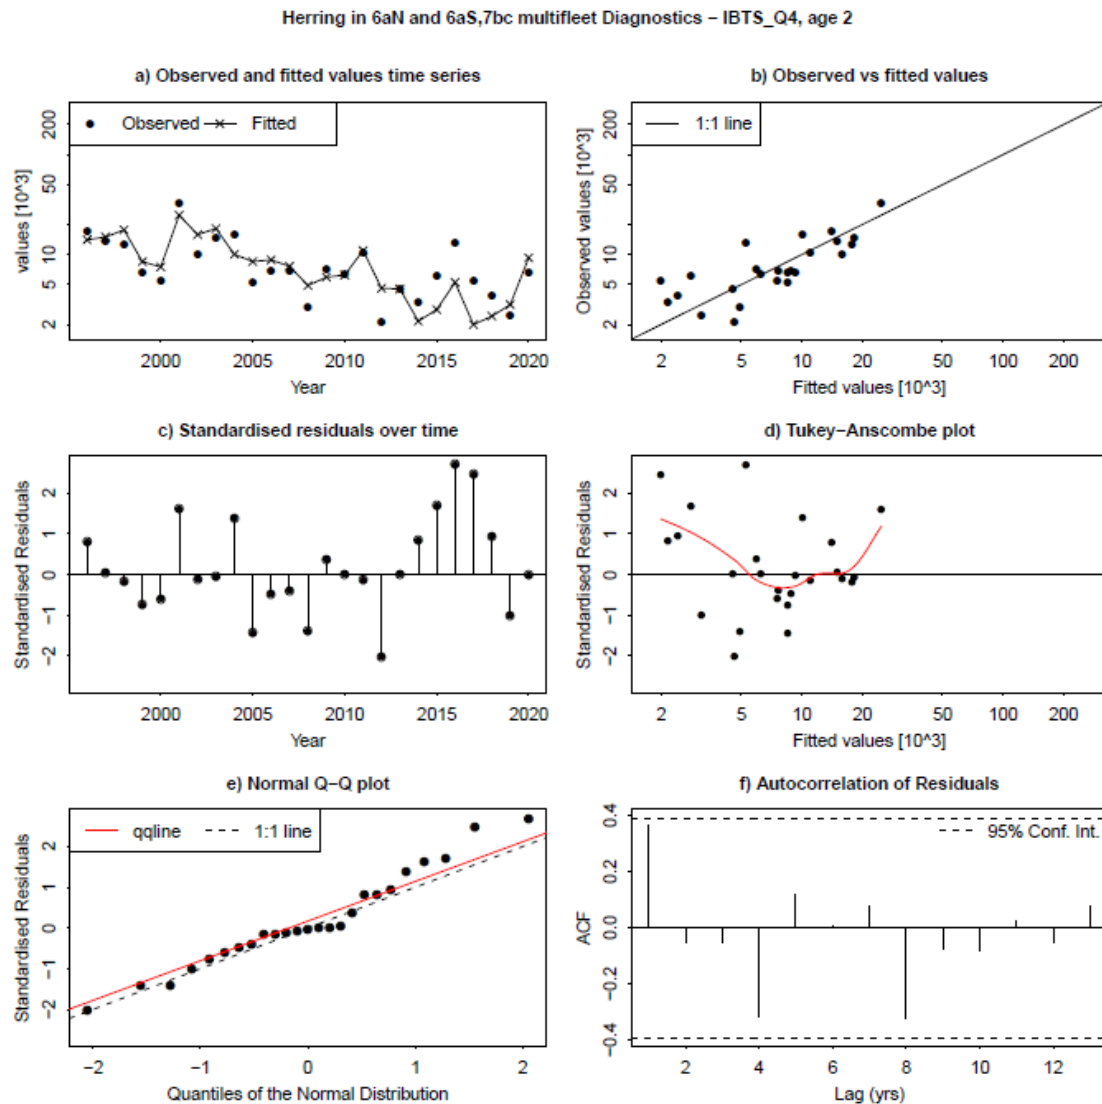 Herring in 6aN and 6aS,7bc multifleet Diagnostics − IBTS_Q4, age 2
a) Observed and fitted values time series
Observed
Fitted
values [10^3]
200
50
10
5
2
2000
2005
2010
2015
2020
Year
b) Observed vs fitted values
1:1 line
Observed values [10^3]
200
50
10
5
2
2
5
10
20
50
100
200
Fitted values [10^3]
c) Standardised residuals over time
Standardised Residuals
2
1
0
−1
−2
2000
2005
2010
2015
2020
Year
d) Tukey−Anscombe plot
Standardised Residuals
2
1
0
−1
−2
2
5
10
20
50
100
200
Fitted values [10^3]
e) Normal Q−Q plot
qqline
1:1 line
Standardised Residuals
2
1
0
−1
−2
−2
−1
0
1
2
Quantiles of the Normal Distribution
f) Autocorrelation of Residuals
95% Conf. Int.
ACF
0.4
0.2
0.0
−0.2
−0.4
2
4
6
8
10
12
Lag (yrs)